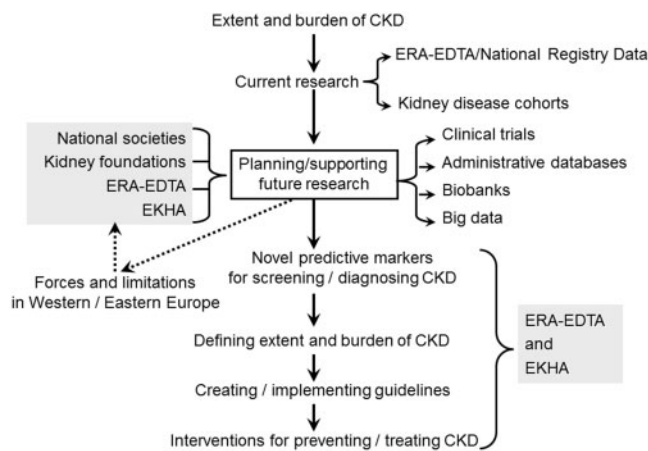 Extent and burden of CKD
ERA-EDTA/National Registry Data
Current research
Kidney disease cohorts
National societies
Kidney foundations
ERA-EDTA
EKHA
Planning/supporting
future research
Clinical trials
Administrative databases
Biobanks
Big data
Forces and limitations
in Western / Eastern Europe
Novel predictive markers
for screening / diagnosing CKD
Defining extent and burden of CKD
Creating / implementing guidelines
Interventions for preventing / treating CKD
ERA-EDTA
and
EKHA